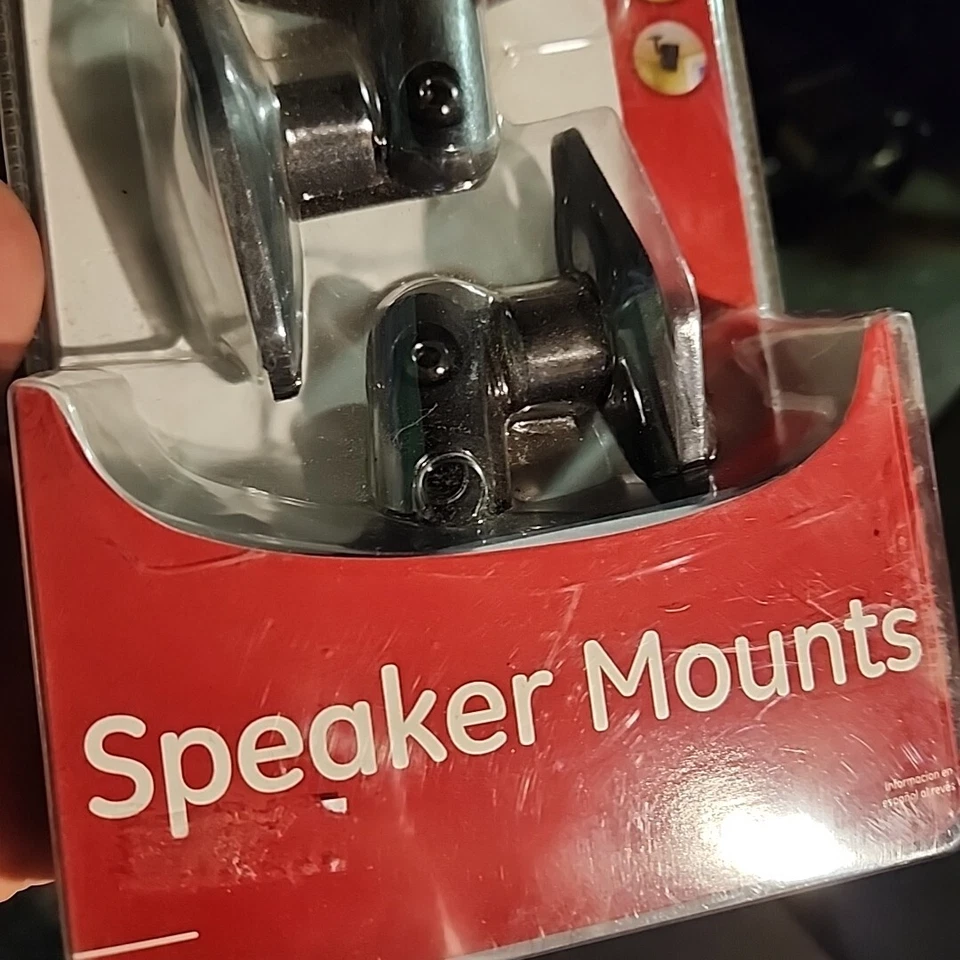 Speaker Mounts
Informacion en
español al revés